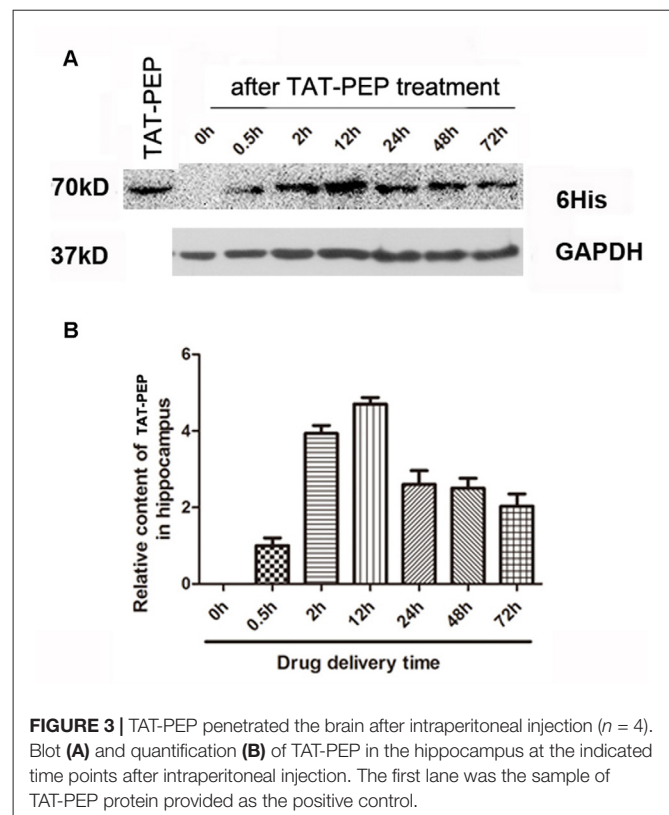 A
TAT-PEP
after TAT-PEP treatment
0h 0.5h 2h 12h 24h 48h 72h
70kD
6His
37kD
GAPDH
B
Relative content of TAT-PEP
in hippocampus
6
4
2
0
0h 0.5h 2h 12h 24h 48h 72h
Drug delivery time
FIGURE 3 | TAT-PEP penetrated the brain after intraperitoneal injection (n = 4).
Blot (A) and quantification (B) of TAT-PEP in the hippocampus at the indicated
time points after intraperitoneal injection. The first lane was the sample of
TAT-PEP protein provided as the positive control.